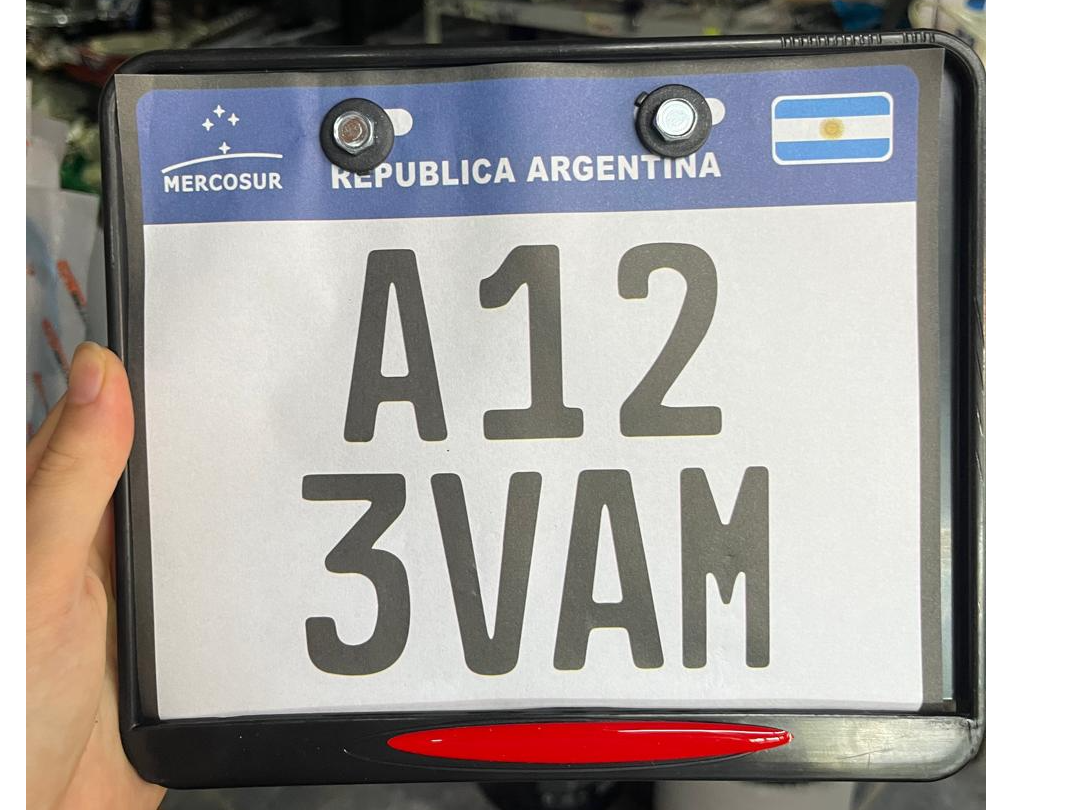 MERCOSUR
REPUBLICA ARGENTINA
A12
3VAM